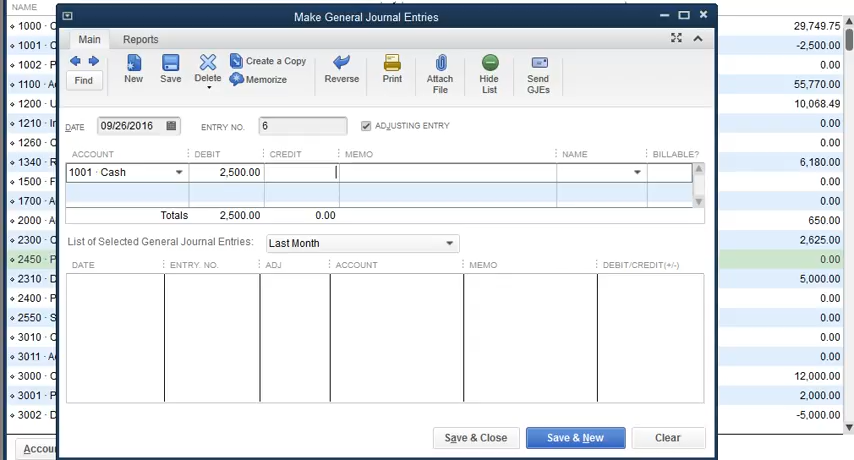 NAME
Make General Journal Entries
Main Reports
Find New Save Delete Create a Copy Memorize Reverse Print Attach File Hide List Send GJEs
DATE 09/26/2016 ENTRY NO. 6 ADJUSTING ENTRY
ACCOUNT DEBIT CREDIT MEMO NAME BILLABLE?
1001 · Cash 2,500.00
Totals 2,500.00 0.00
List of Selected General Journal Entries: Last Month
DATE ENTRY. NO. ADJ ACCOUNT MEMO DEBIT/CREDIT(+/-)
Save & Close Save & New Clear
1000 · C 29,749.75
1001 · C -2,500.00
1002 · P 0.00
1100 · A 55,770.00
1200 · U 10,068.49
1210 · In 0.00
1260 · C 0.00
1340 · R 6,180.00
1500 · F 0.00
1700 · A 0.00
2000 · A 650.00
2300 · C 2,625.00
2450 · P 0.00
2310 · D 5,000.00
2400 · P 0.00
2550 · S 0.00
3010 · C 0.00
3011 · A 0.00
3000 · C 12,000.00
3001 · P 2,000.00
3002 · D -5,000.00